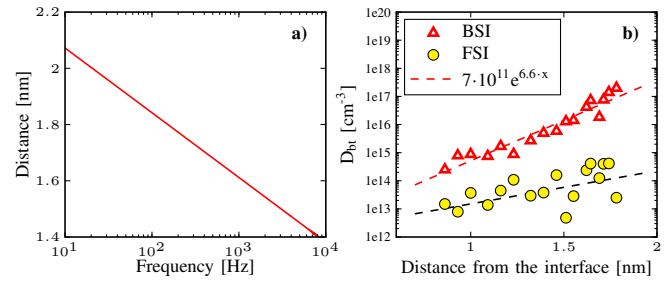 a)
2.2
2
1.8
1.6
1.4
Distance [nm]
10^1 10^2 10^3 10^4
Frequency [Hz]
b)
BSI
FSI
7·10^11e^6.6·x
1e20
1e19
1e18
1e17
1e16
1e15
1e14
1e13
1e12
D_bt [cm^-3]
1 1.5 2
Distance from the interface [nm]